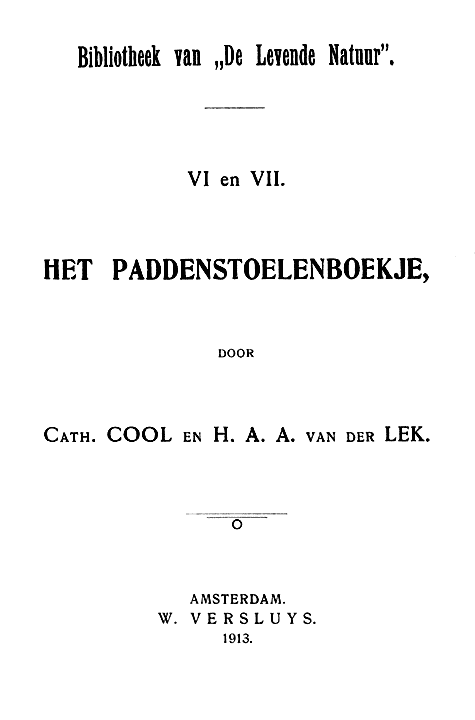 Bibliotheek van „De Levende Natuur”.
VI en VII.
HET PADDENSTOELENBOEKJE,
DOOR
CATH. COOL EN H. A. A. VAN DER LEK.
AMSTERDAM.
W. VERSLUYS.
1913.